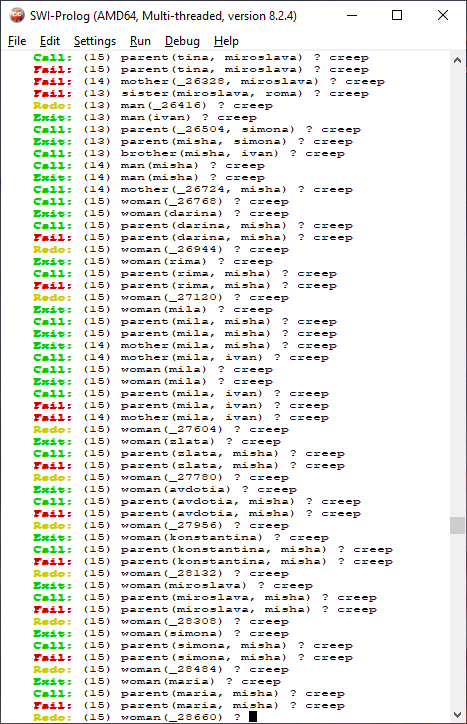 SWI-Prolog (AMD64, Multi-threaded, version 8.2.4)
File Edit Settings Run Debug Help
Call: (15) parent(tina, miroslava) ? creep
Fail: (15) parent(tina, miroslava) ? creep
Fail: (14) mother(_26328, miroslava) ? creep
Fail: (13) sister(miroslava, roma) ? creep
Redo: (13) man(_26416) ? creep
Exit: (13) man(ivan) ? creep
Call: (13) parent(_26504, simona) ? creep
Exit: (13) parent(misha, simona) ? creep
Call: (13) brother(misha, ivan) ? creep
Call: (14) man(misha) ? creep
Exit: (14) man(misha) ? creep
Call: (14) mother(_26724, misha) ? creep
Call: (15) woman(_26768) ? creep
Exit: (15) woman(darina) ? creep
Call: (15) parent(darina, misha) ? creep
Fail: (15) parent(darina, misha) ? creep
Redo: (15) woman(_26944) ? creep
Exit: (15) woman(rima) ? creep
Call: (15) parent(rima, misha) ? creep
Fail: (15) parent(rima, misha) ? creep
Redo: (15) woman(_27120) ? creep
Exit: (15) woman(mila) ? creep
Call: (15) parent(mila, misha) ? creep
Exit: (15) parent(mila, misha) ? creep
Exit: (14) mother(mila, misha) ? creep
Call: (14) mother(mila, ivan) ? creep
Call: (15) woman(mila) ? creep
Exit: (15) woman(mila) ? creep
Call: (15) parent(mila, ivan) ? creep
Fail: (15) parent(mila, ivan) ? creep
Fail: (14) mother(mila, ivan) ? creep
Redo: (15) woman(_27604) ? creep
Exit: (15) woman(zlata) ? creep
Call: (15) parent(zlata, misha) ? creep
Fail: (15) parent(zlata, misha) ? creep
Redo: (15) woman(_27780) ? creep
Exit: (15) woman(avdotia) ? creep
Call: (15) parent(avdotia, misha) ? creep
Fail: (15) parent(avdotia, misha) ? creep
Redo: (15) woman(_27956) ? creep
Exit: (15) woman(konstantina) ? creep
Call: (15) parent(konstantina, misha) ? creep
Fail: (15) parent(konstantina, misha) ? creep
Redo: (15) woman(_28132) ? creep
Exit: (15) woman(miroslava) ? creep
Call: (15) parent(miroslava, misha) ? creep
Fail: (15) parent(miroslava, misha) ? creep
Redo: (15) woman(_28308) ? creep
Exit: (15) woman(simona) ? creep
Call: (15) parent(simona, misha) ? creep
Fail: (15) parent(simona, misha) ? creep
Redo: (15) woman(_28484) ? creep
Exit: (15) woman(maria) ? creep
Call: (15) parent(maria, misha) ? creep
Fail: (15) parent(maria, misha) ? creep
Redo: (15) woman(_28660) ?